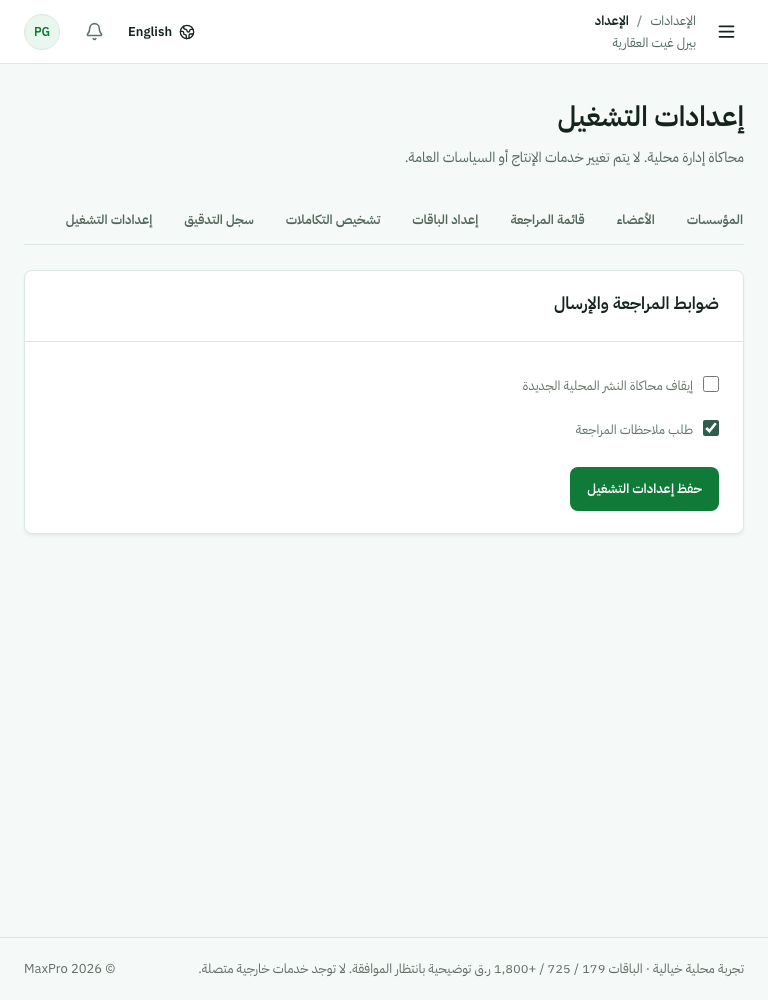 الإعدادات / الإعداد
بيرل غيت العقارية
English
PG
إعدادات التشغيل
محاكاة إدارة محلية. لا يتم تغيير خدمات الإنتاج أو السياسات العامة.
المؤسسات الأعضاء قائمة المراجعة إعداد الباقات تشخيص التكاملات سجل التدقيق إعدادات التشغيل
ضوابط المراجعة والإرسال
إيقاف محاكاة النشر المحلية الجديدة
طلب ملاحظات المراجعة
حفظ إعدادات التشغيل
تجربة محلية خيالية · الباقات 179 / 725 / +1,800 ر.ق توضيحية بانتظار الموافقة. لا توجد خدمات خارجية متصلة.
© 2026 MaxPro